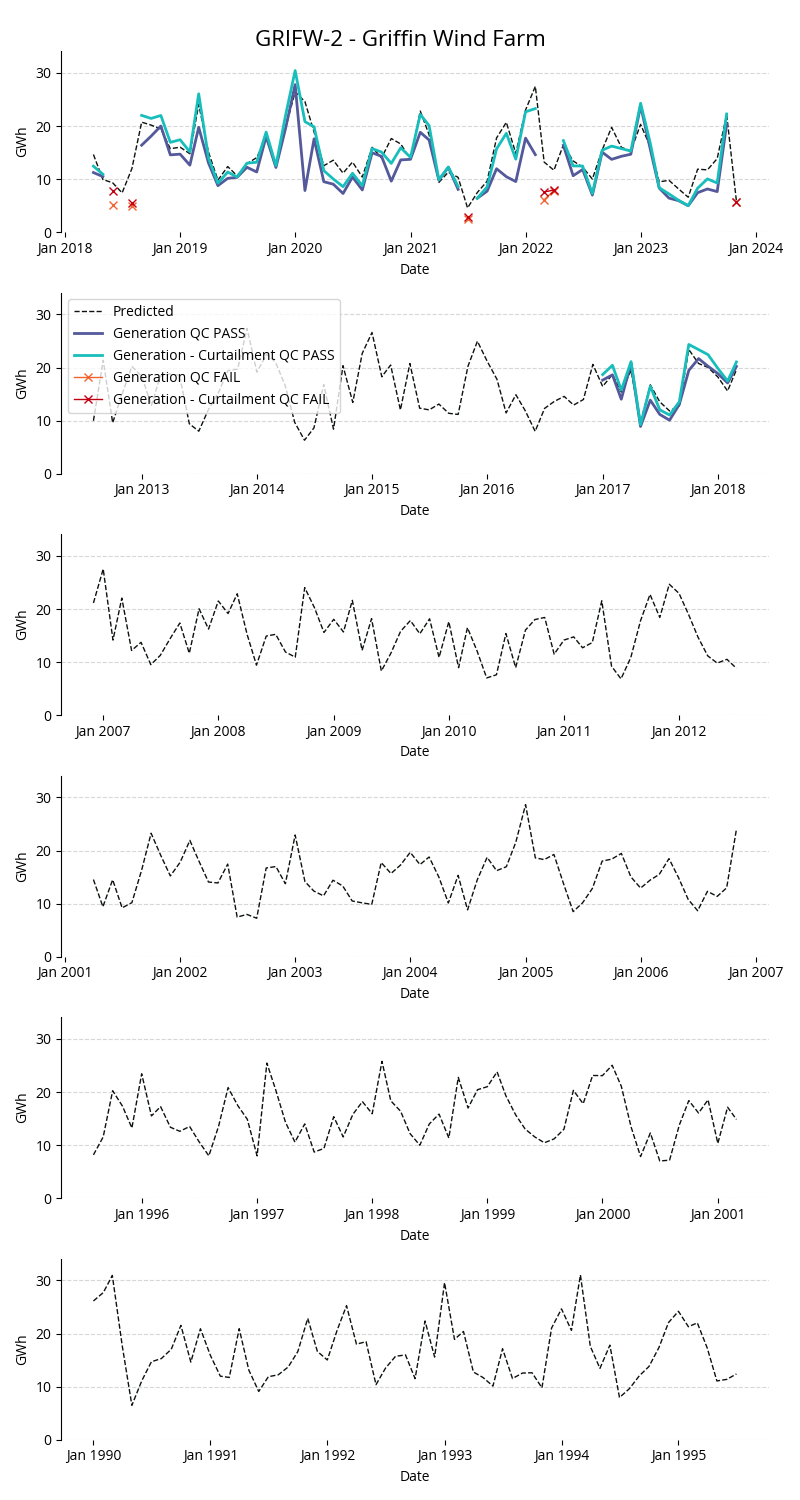 GRIFW-2 - Griffin Wind Farm
GWh
30
20
10
0
Jan 2018 Jan 2019 Jan 2020 Jan 2021 Jan 2022 Jan 2023 Jan 2024
Date
GWh
30
20
10
0
Predicted
Generation QC PASS
Generation - Curtailment QC PASS
Generation QC FAIL
Generation - Curtailment QC FAIL
Jan 2013 Jan 2014 Jan 2015 Jan 2016 Jan 2017 Jan 2018
Date
GWh
30
20
10
0
Jan 2007 Jan 2008 Jan 2009 Jan 2010 Jan 2011 Jan 2012
Date
GWh
30
20
10
0
Jan 2001 Jan 2002 Jan 2003 Jan 2004 Jan 2005 Jan 2006 Jan 2007
Date
GWh
30
20
10
0
Jan 1996 Jan 1997 Jan 1998 Jan 1999 Jan 2000 Jan 2001
Date
GWh
30
20
10
0
Jan 1990 Jan 1991 Jan 1992 Jan 1993 Jan 1994 Jan 1995
Date